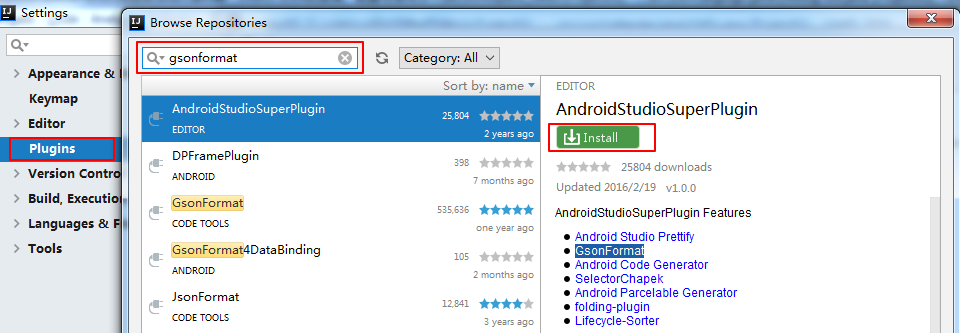 Settings
Appearance &
Keymap
Editor
Plugins
Version Contro
Build, Execution
Languages & F
Tools
Browse Repositories
gsonformat
Category: All
Sort by: name
AndroidStudioSuperPlugin
25,804
EDITOR
2 years ago
DPFramePlugin
398
ANDROID
7 months ago
GsonFormat
535,636
CODE TOOLS
one year ago
GsonFormat4DataBinding
105
ANDROID
2 months ago
JsonFormat
12,841
CODE TOOLS
3 years ago
EDITOR
AndroidStudioSuperPlugin
Install
25804 downloads
Updated 2016/2/19 v1.0.0
AndroidStudioSuperPlugin Features
Android Studio Prettify
GsonFormat
Android Code Generator
SelectorChapek
Android Parcelable Generator
folding-plugin
Lifecycle-Sorter